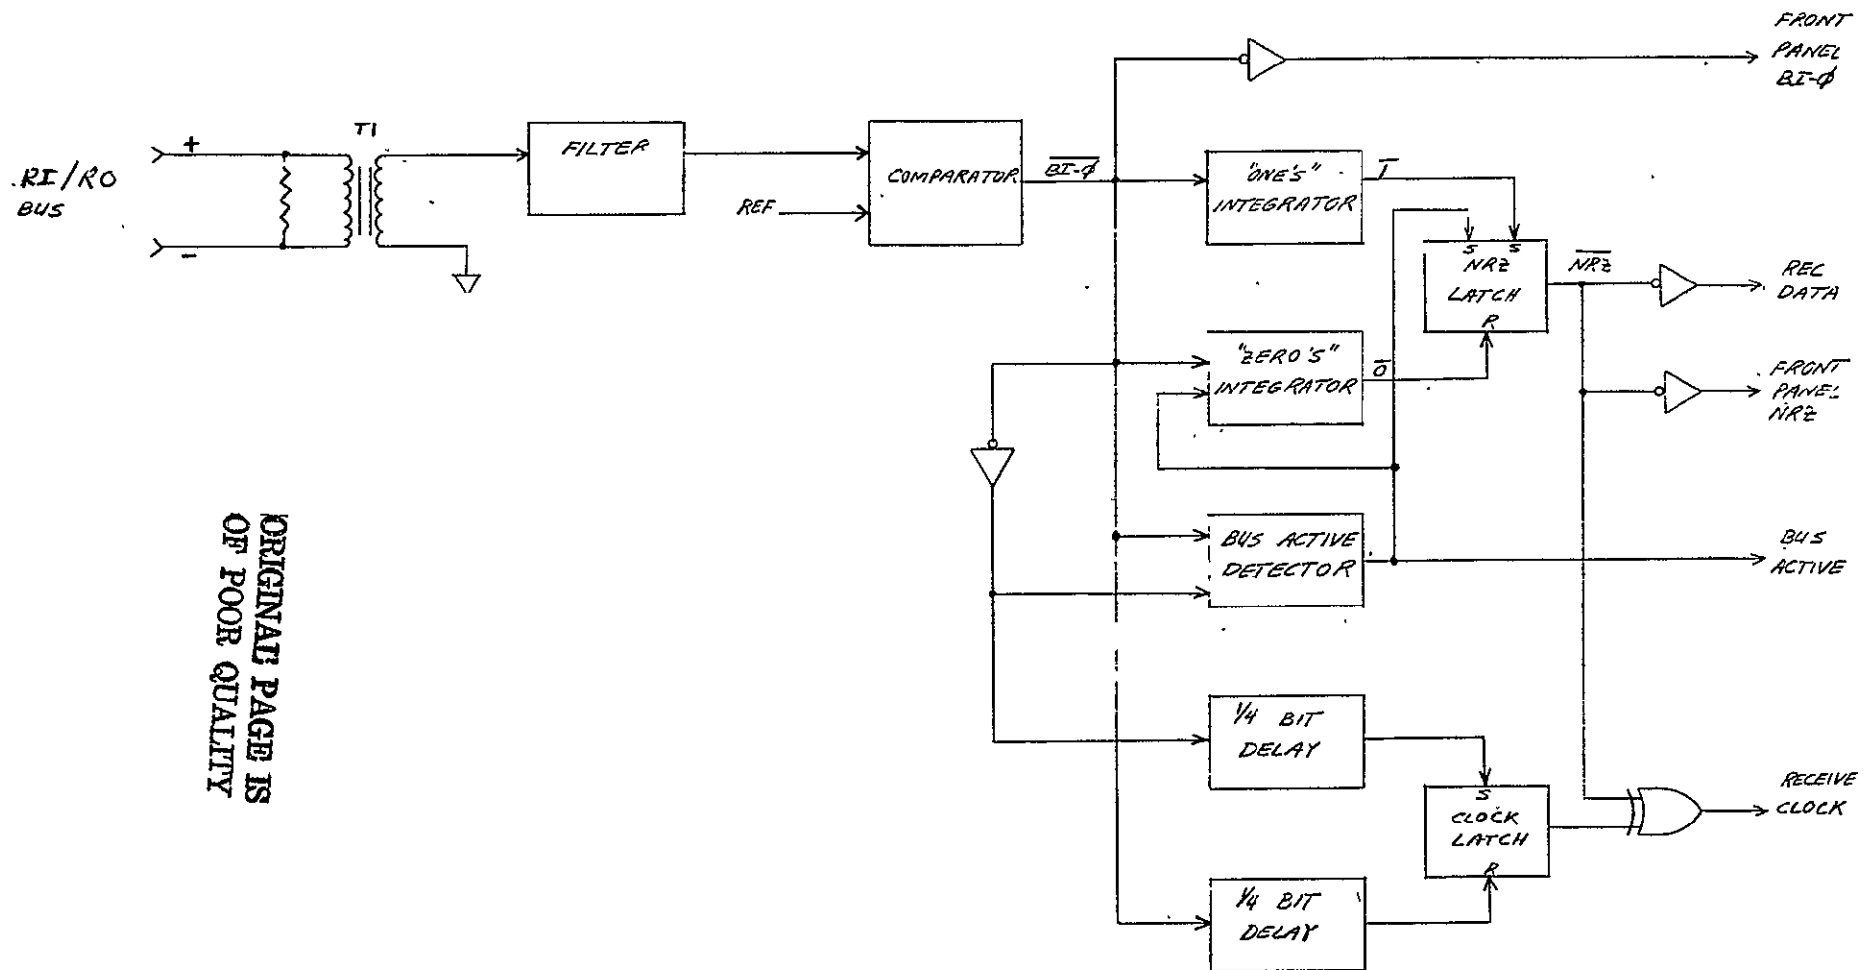 FRONT
PANEL
BI-φ
T1
.RI/RO
BUS
+
-
FILTER
REF
COMPARATOR
B̅I̅-̅φ̅
"ONE'S"
INTEGRATOR
1̅
S S
NRZ
LATCH
R
N̅R̅Z̅
REC
DATA
"ZERO'S"
INTEGRATOR
0̅
FRONT
PANEL
NRZ
BUS ACTIVE
DETECTOR
BUS
ACTIVE
ORIGINAL PAGE IS
OF POOR QUALITY
1/4 BIT
DELAY
S
CLOCK
LATCH
R
RECEIVE
CLOCK
1/4 BIT
DELAY